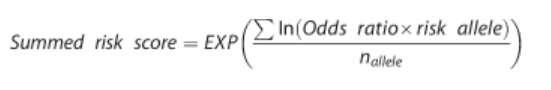 Summed risk score = EXP(∑ ln(Odds ratio × risk allele) / n_allele)